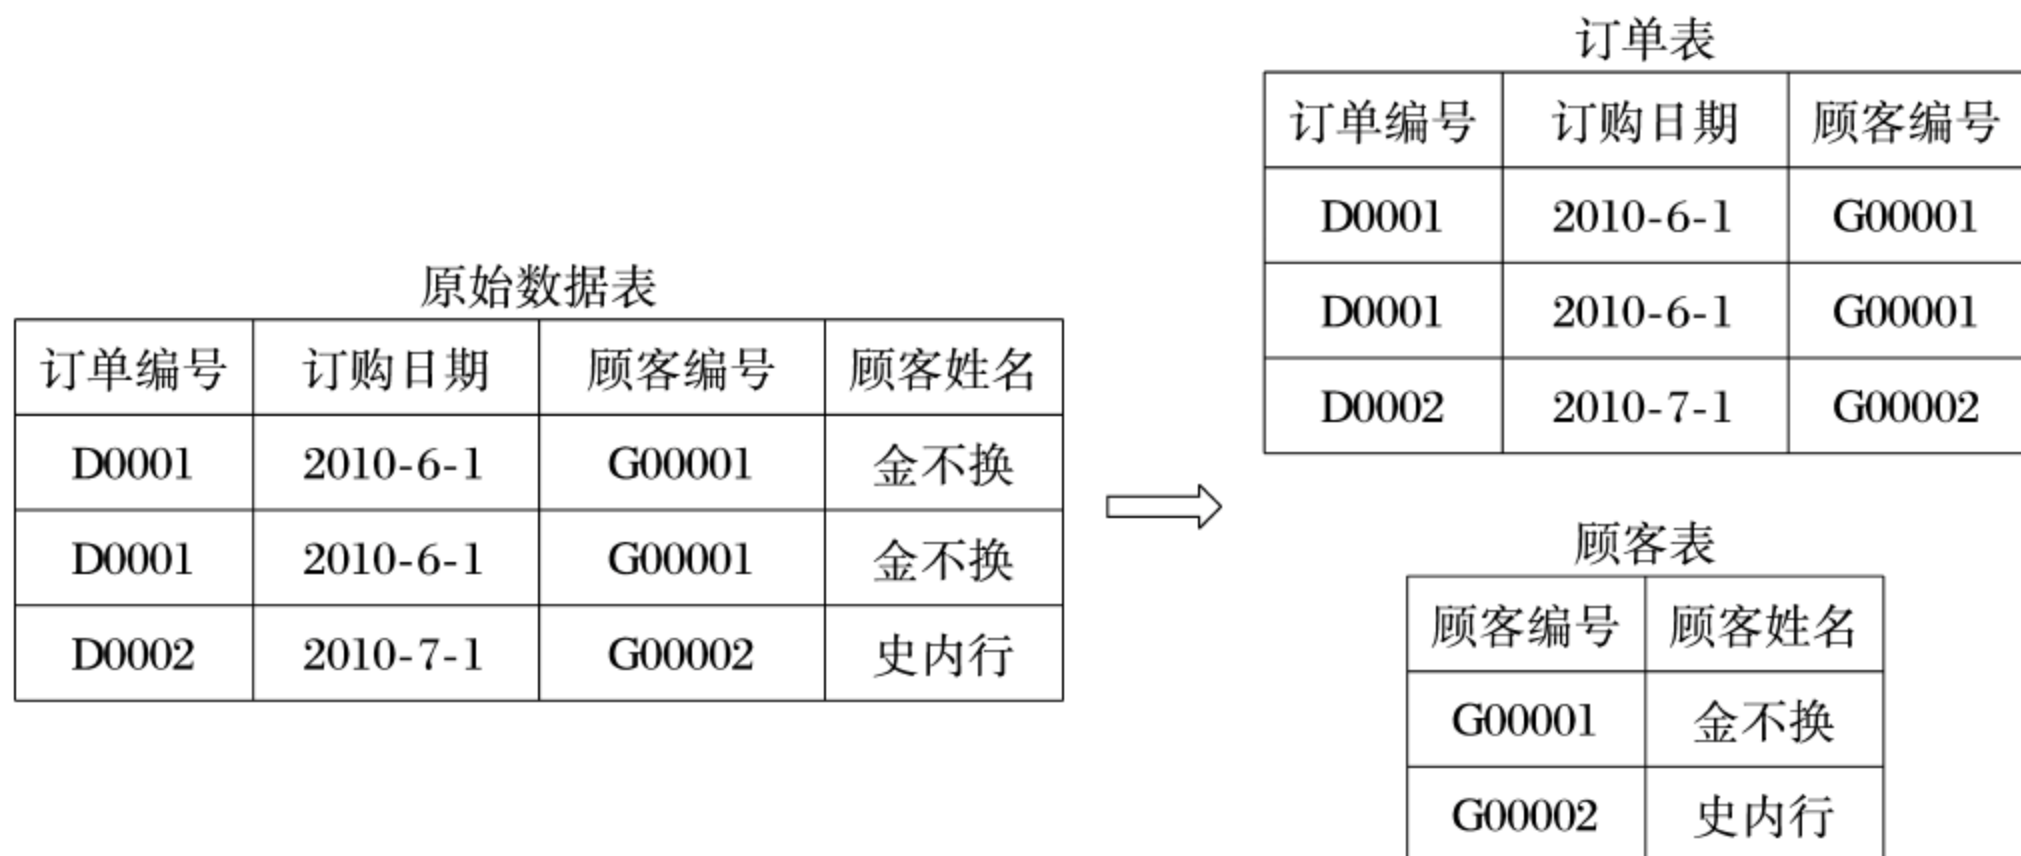 原始数据表
订单编号 订购日期 顾客编号 顾客姓名
D0001 2010-6-1 G00001 金不换
D0001 2010-6-1 G00001 金不换
D0002 2010-7-1 G00002 史内行
订单表
订单编号 订购日期 顾客编号
D0001 2010-6-1 G00001
D0001 2010-6-1 G00001
D0002 2010-7-1 G00002
顾客表
顾客编号 顾客姓名
G00001 金不换
G00002 史内行